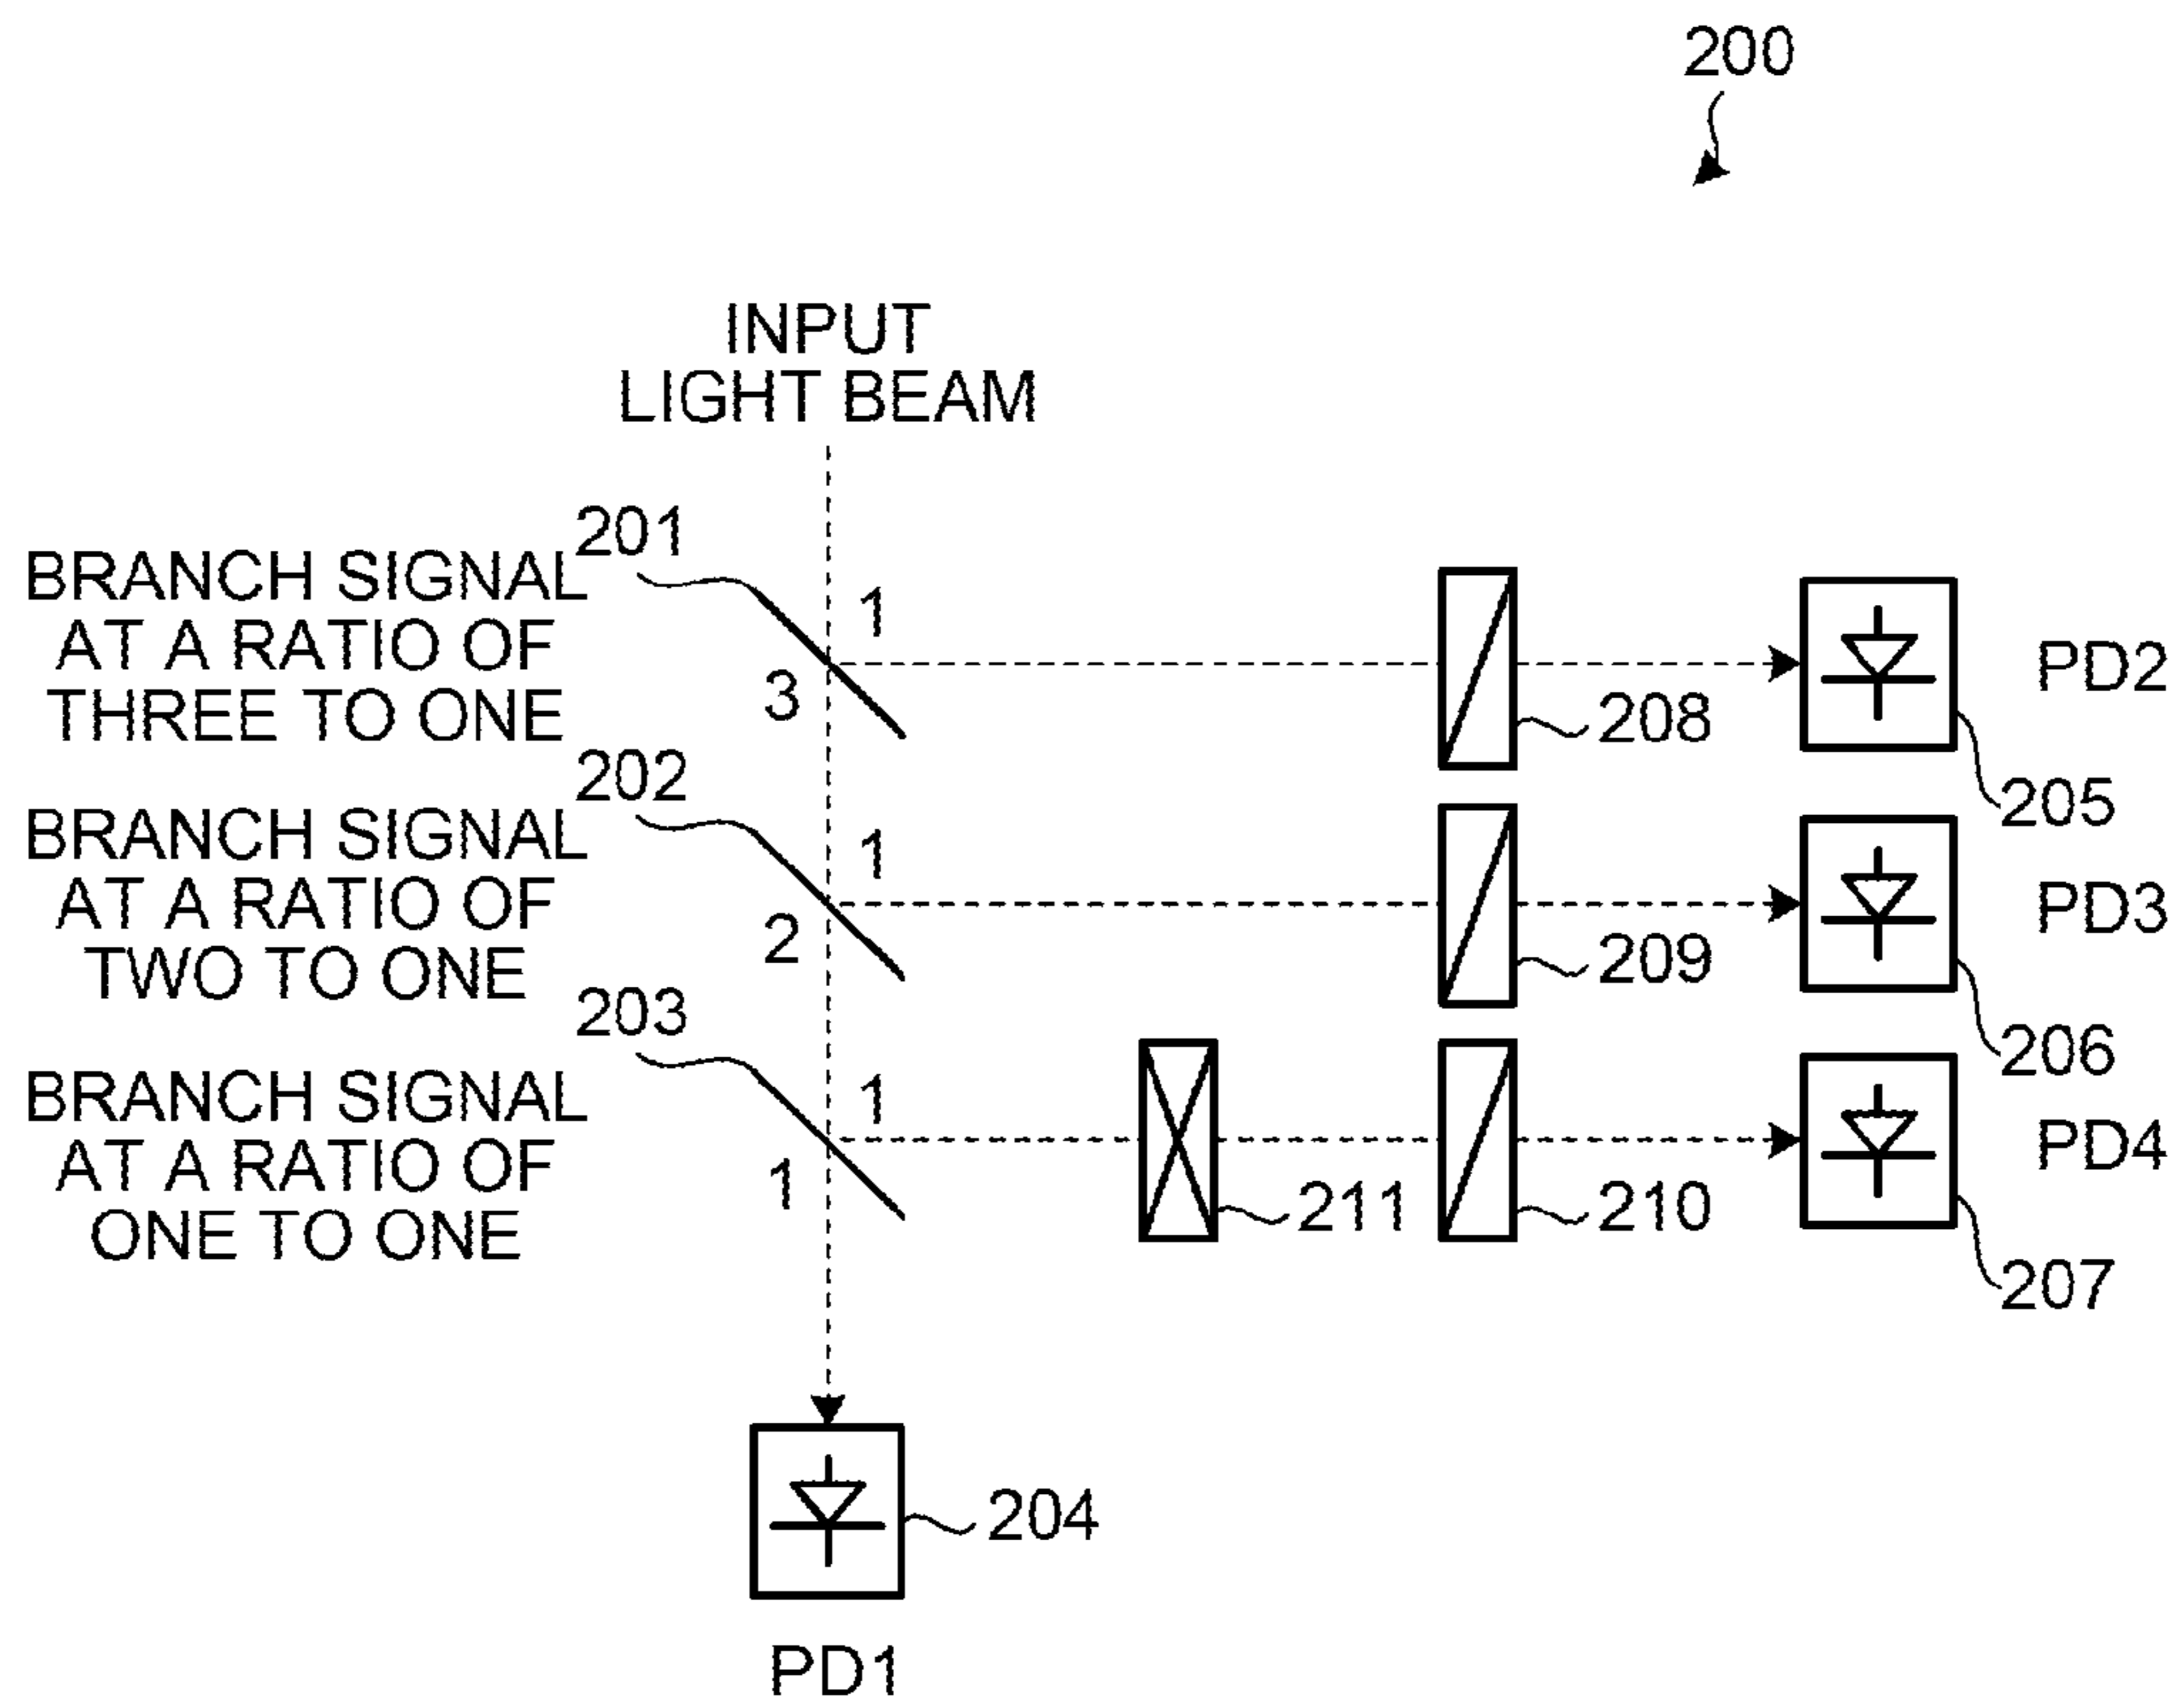 200
INPUT
LIGHT BEAM
201
BRANCH SIGNAL
AT A RATIO OF
THREE TO ONE
1
3
208
PD2
205
202
BRANCH SIGNAL
AT A RATIO OF
TWO TO ONE
1
2
209
PD3
206
203
BRANCH SIGNAL
AT A RATIO OF
ONE TO ONE
1
1
211
210
PD4
207
204
PD1